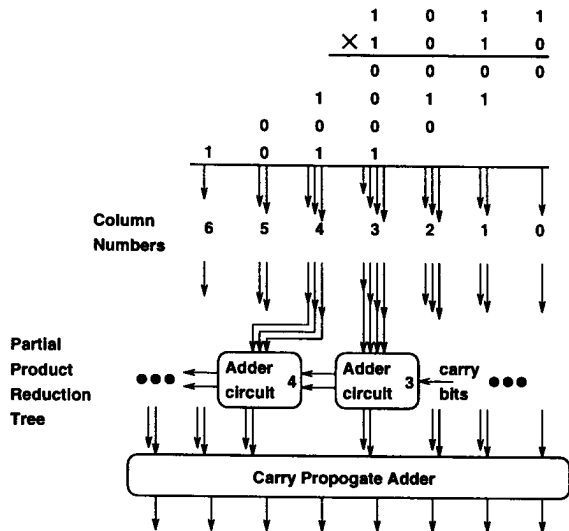 1 0 1 1
× 1 0 1 0
0 0 0 0
1 0 1 1
0 0 0 0
1 0 1 1
Column
Numbers
6 5 4 3 2 1 0
Partial
Product
Reduction
Tree
Adder
circuit 4
Adder
circuit 3
carry
bits
Carry Propogate Adder